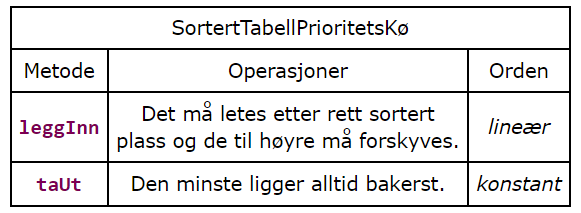 SortertTabellPrioritetsKø
Metode Operasjoner Orden
leggInn Det må letes etter rett sortert lineær
plass og de til høyre må forskyves.
taUt Den minste ligger alltid bakerst. konstant